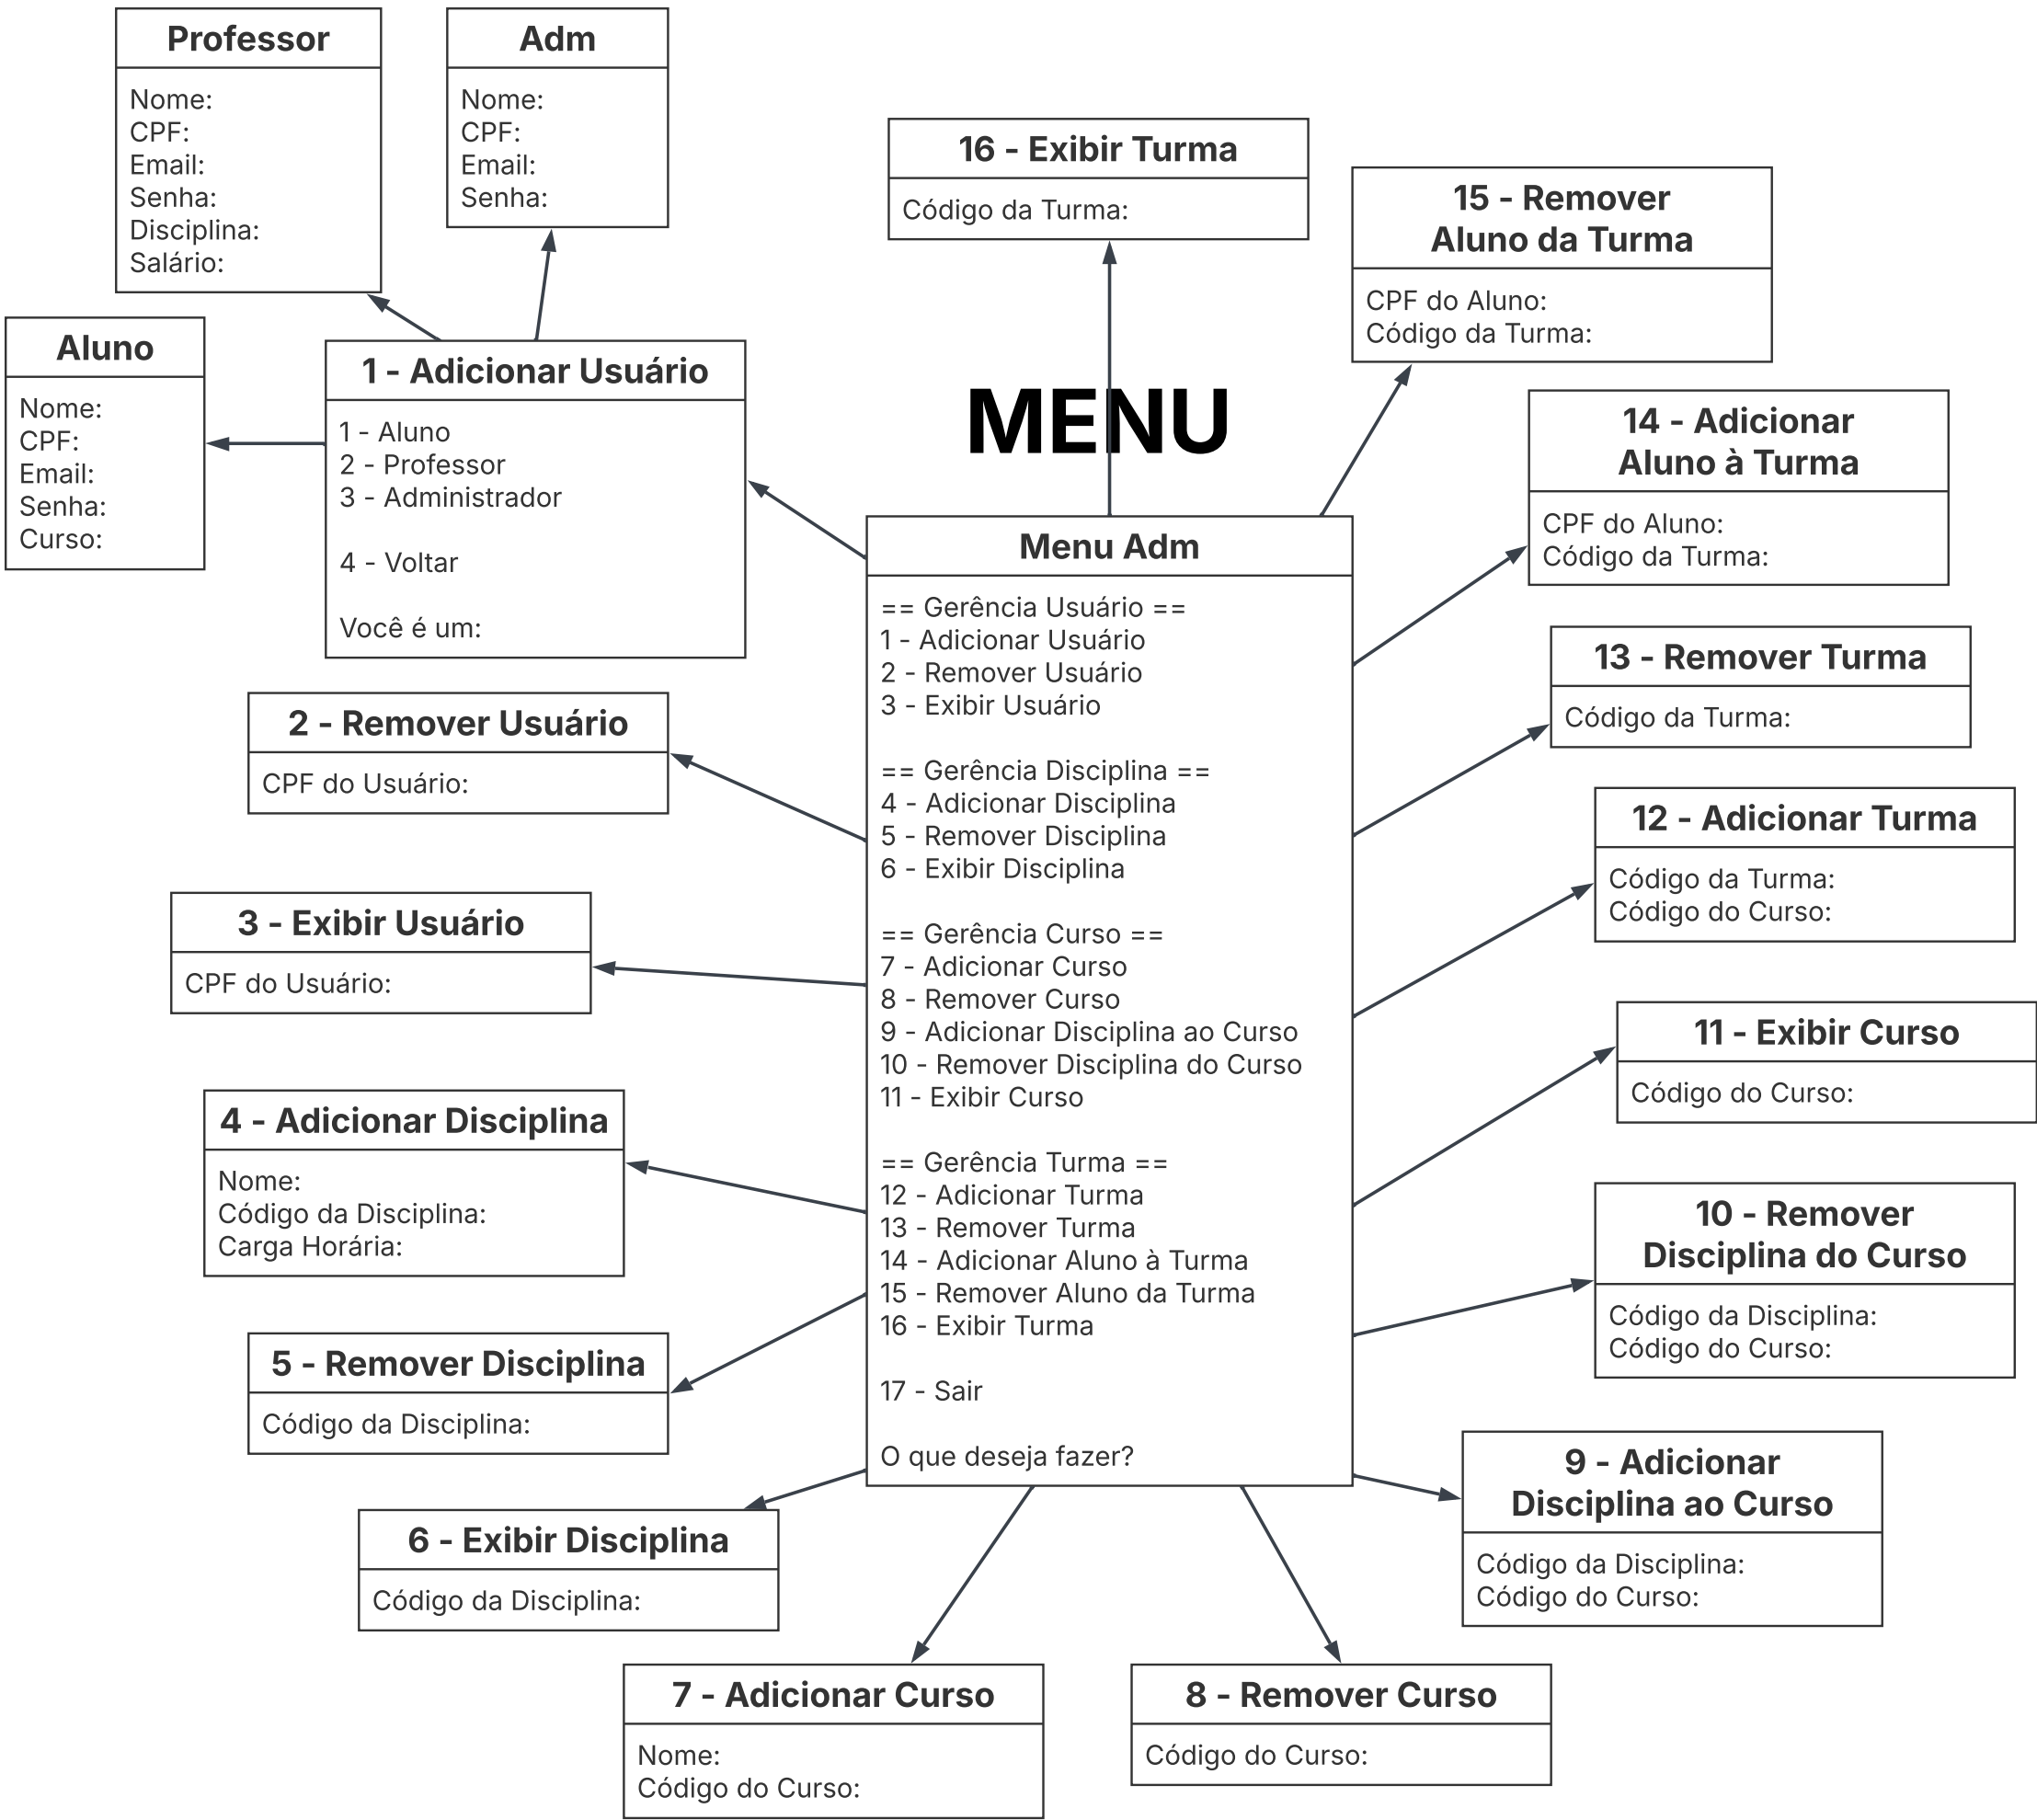 Professor
Nome:
CPF:
Email:
Senha:
Disciplina:
Salário:
Adm
Nome:
CPF:
Email:
Senha:
Aluno
Nome:
CPF:
Email:
Senha:
Curso:
1 - Adicionar Usuário
1 - Aluno
2 - Professor
3 - Administrador
4 - Voltar
Você é um:
MENU
Menu Adm
== Gerência Usuário ==
1 - Adicionar Usuário
2 - Remover Usuário
3 - Exibir Usuário
== Gerência Disciplina ==
4 - Adicionar Disciplina
5 - Remover Disciplina
6 - Exibir Disciplina
== Gerência Curso ==
7 - Adicionar Curso
8 - Remover Curso
9 - Adicionar Disciplina ao Curso
10 - Remover Disciplina do Curso
11 - Exibir Curso
== Gerência Turma ==
12 - Adicionar Turma
13 - Remover Turma
14 - Adicionar Aluno à Turma
15 - Remover Aluno da Turma
16 - Exibir Turma
17 - Sair
O que deseja fazer?
2 - Remover Usuário
CPF do Usuário:
3 - Exibir Usuário
CPF do Usuário:
4 - Adicionar Disciplina
Nome:
Código da Disciplina:
Carga Horária:
5 - Remover Disciplina
Código da Disciplina:
6 - Exibir Disciplina
Código da Disciplina:
7 - Adicionar Curso
Nome:
Código do Curso:
8 - Remover Curso
Código do Curso:
9 - Adicionar
Disciplina ao Curso
Código da Disciplina:
Código do Curso:
10 - Remover
Disciplina do Curso
Código da Disciplina:
Código do Curso:
11 - Exibir Curso
Código do Curso:
12 - Adicionar Turma
Código da Turma:
Código do Curso:
13 - Remover Turma
Código da Turma:
14 - Adicionar
Aluno à Turma
CPF do Aluno:
Código da Turma:
15 - Remover
Aluno da Turma
CPF do Aluno:
Código da Turma:
16 - Exibir Turma
Código da Turma: